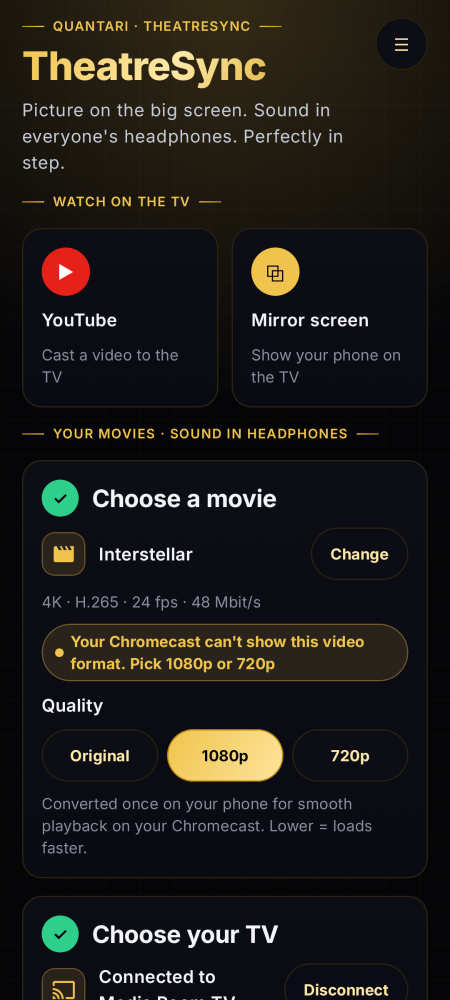 QUANTARI · THEATRESYNC
TheatreSync
Picture on the big screen. Sound in
everyone's headphones. Perfectly in
step.
WATCH ON THE TV
YouTube
Cast a video to the
TV
Mirror screen
Show your phone on
the TV
YOUR MOVIES · SOUND IN HEADPHONES
Choose a movie
Interstellar
Change
4K · H.265 · 24 fps · 48 Mbit/s
Your Chromecast can't show this video
format. Pick 1080p or 720p
Quality
Original
1080p
720p
Converted once on your phone for smooth
playback on your Chromecast. Lower = loads
faster.
Choose your TV
Connected to
Media Room TV
Disconnect